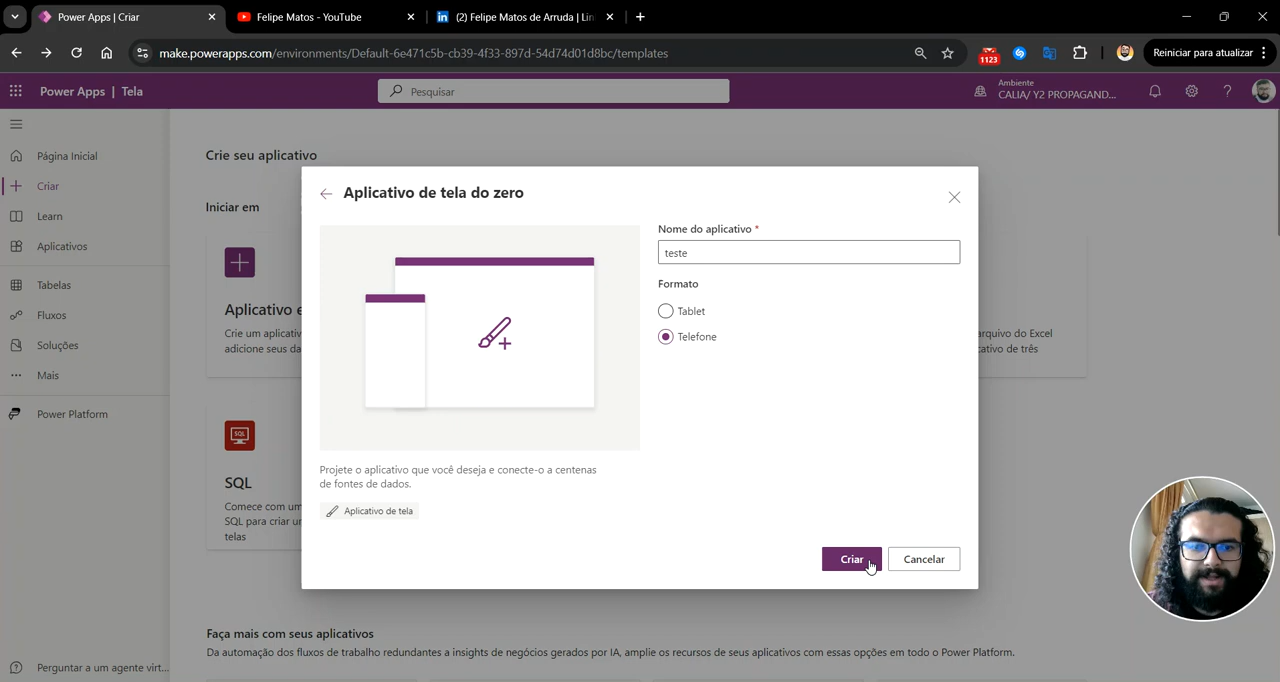 Power Apps | Criar
Felipe Matos - YouTube
(2) Felipe Matos de Arruda | Lin
make.powerapps.com/environments/Default-6e471c5b-cb39-4f33-897d-54d74d01d8bc/templates
1123
Reiniciar para atualizar
Power Apps | Tela
Pesquisar
Ambiente
CALIA/ Y2 PROPAGAND...
Página Inicial
Criar
Learn
Aplicativos
Tabelas
Fluxos
Soluções
Mais
Power Platform
Perguntar a um agente virt...
Crie seu aplicativo
Iniciar em
Aplicativo e
Crie um aplicativ
adicione seus da
arquivo do Excel
cativo de três
SQL
SQL
Comece com um
SQL para criar ur
telas
Aplicativo de tela do zero
Projete o aplicativo que você deseja e conecte-o a centenas
de fontes de dados.
Aplicativo de tela
Nome do aplicativo *
teste
Formato
Tablet
Telefone
Criar
Cancelar
Faça mais com seus aplicativos
Da automação dos fluxos de trabalho redundantes a insights de negócios gerados por IA, amplie os recursos de seus aplicativos com essas opções em todo o Power Platform.